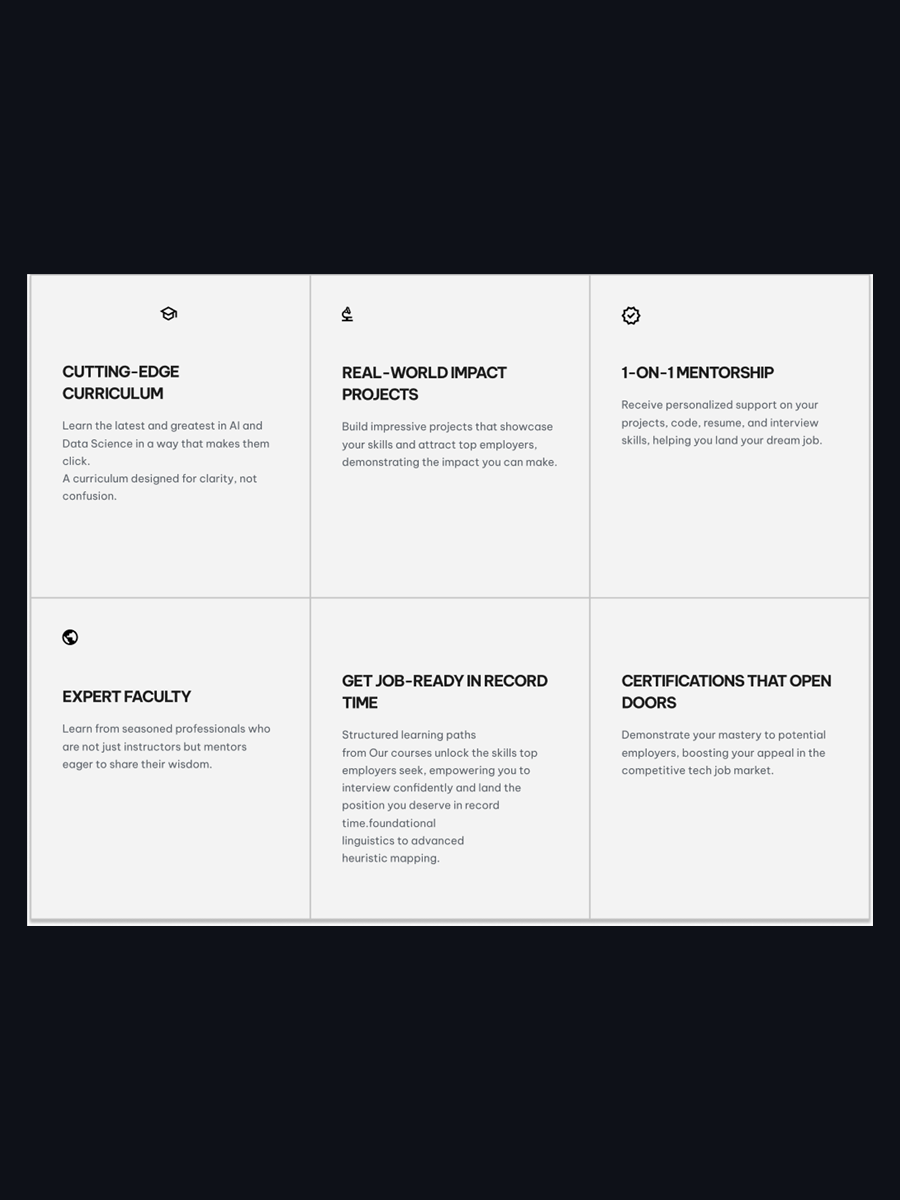 CUTTING-EDGE
CURRICULUM
Learn the latest and greatest in AI and
Data Science in a way that makes them
click.
A curriculum designed for clarity, not
confusion.
REAL-WORLD IMPACT
PROJECTS
Build impressive projects that showcase
your skills and attract top employers,
demonstrating the impact you can make.
1-ON-1 MENTORSHIP
Receive personalized support on your
projects, code, resume, and interview
skills, helping you land your dream job.
EXPERT FACULTY
Learn from seasoned professionals who
are not just instructors but mentors
eager to share their wisdom.
GET JOB-READY IN RECORD
TIME
Structured learning paths
from Our courses unlock the skills top
employers seek, empowering you to
interview confidently and land the
position you deserve in record
time.foundational
linguistics to advanced
heuristic mapping.
CERTIFICATIONS THAT OPEN
DOORS
Demonstrate your mastery to potential
employers, boosting your appeal in the
competitive tech job market.